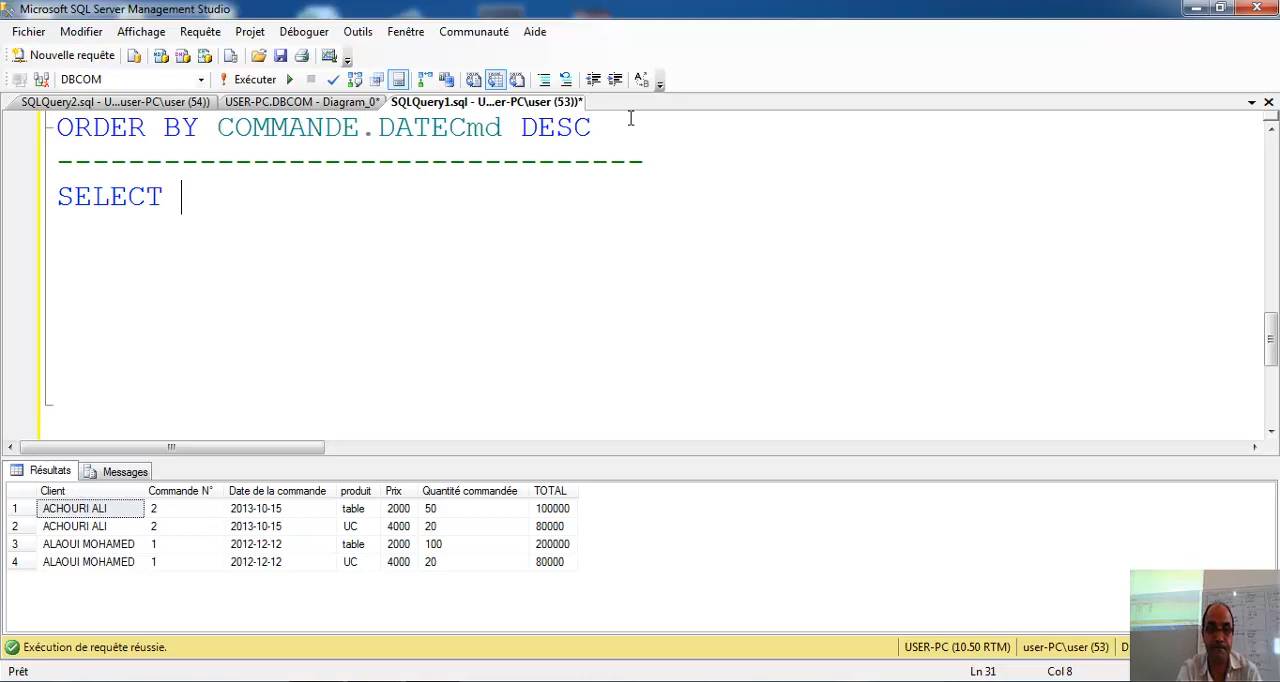 Microsoft SQL Server Management Studio
Fichier Modifier Affichage Requête Projet Déboguer Outils Fenêtre Communauté Aide
Nouvelle requête
DBCOM Exécuter
SQLQuery2.sql - U...user-PC\user (54)) USER-PC.DBCOM - Diagram_0* SQLQuery1.sql - U...er-PC\user (53))*
ORDER BY COMMANDE.DATECmd DESC
---------------------------------
SELECT
Résultats Messages
Client Commande N° Date de la commande produit Prix Quantité commandée TOTAL
1 ACHOURI ALI 2 2013-10-15 table 2000 50 100000
2 ACHOURI ALI 2 2013-10-15 UC 4000 20 80000
3 ALAOUI MOHAMED 1 2012-12-12 table 2000 100 200000
4 ALAOUI MOHAMED 1 2012-12-12 UC 4000 20 80000
Exécution de requête réussie. USER-PC (10.50 RTM) user-PC\user (53) D
Prêt Ln 31 Col 8